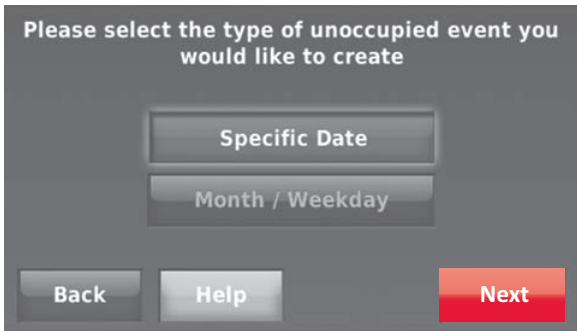 Please select the type of unoccupied event you
would like to create
Specific Date
Month / Weekday
Back
Help
Next